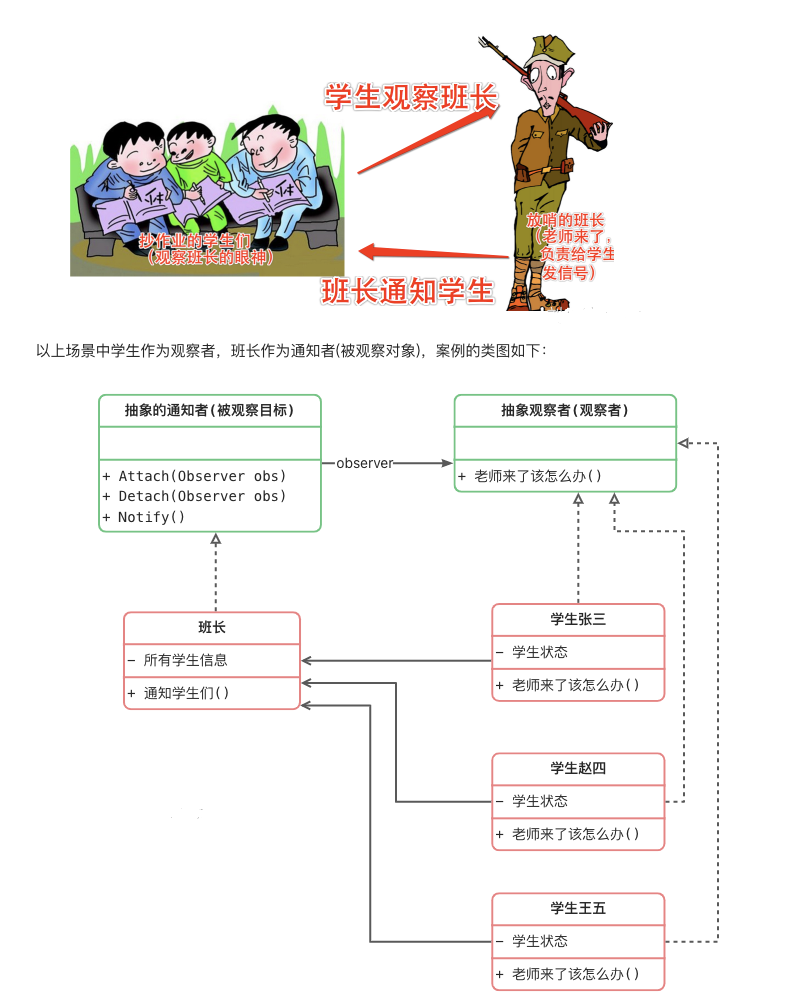 学生观察班长
抄作业的学生们
（观察班长的眼神）
放哨的班长
（老师来了，
负责给学生
发信号）
班长通知学生
以上场景中学生作为观察者，班长作为通知者(被观察对象)，案例的类图如下：
抽象的通知者(被观察目标)
+ Attach(Observer obs)
+ Detach(Observer obs)
+ Notify()
observer
抽象观察者(观察者)
+ 老师来了该怎么办()
班长
- 所有学生信息
+ 通知学生们()
学生张三
- 学生状态
+ 老师来了该怎么办()
学生赵四
- 学生状态
+ 老师来了该怎么办()
学生王五
- 学生状态
+ 老师来了该怎么办()